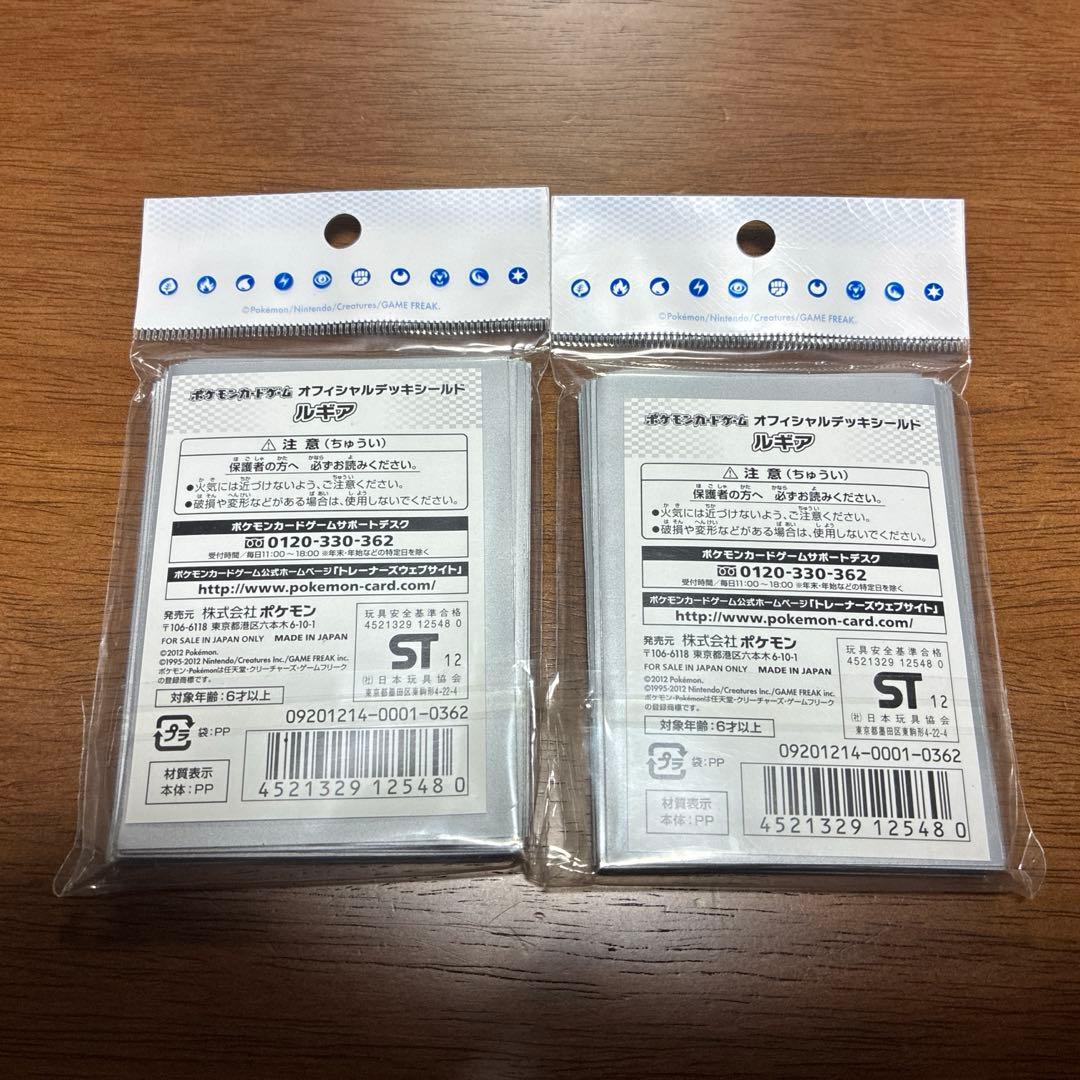 ©Pokémon/Nintendo/Creatures/GAME FREAK.
ポケモンカードゲーム オフィシャルデッキシールド
ルギア
⚠ 注意(ちゅうい)
保護者の方へ 必ずお読みください。
●火気には近づけないよう、ご注意ください。
●破損や変形などがある場合は、使用しないでください。
ポケモンカードゲームサポートデスク
0120-330-362
受付時間/毎日11:00~18:00 ※年末・年始などの特定日を除く
ポケモンカードゲーム公式ホームページ「トレーナーズウェブサイト」
http://www.pokemon-card.com/
発売元 株式会社ポケモン
〒106-6118 東京都港区六本木6-10-1
FOR SALE IN JAPAN ONLY MADE IN JAPAN
©2012 Pokémon.
©1995-2012 Nintendo/Creatures Inc./GAME FREAK inc.
ポケモン・Pokémonは任天堂・クリーチャーズ・ゲームフリーク
の登録商標です。
対象年齢:6才以上
玩具安全基準合格
4521329 12548 0
ST 12
(社)日本玩具協会
東京都墨田区東駒形4-22-4
09201214-0001-0362
プラ 袋:PP
材質表示
本体:PP
4521329 125480
©Pokémon/Nintendo/Creatures/GAME FREAK.
ポケモンカードゲーム オフィシャルデッキシールド
ルギア
⚠ 注意(ちゅうい)
保護者の方へ 必ずお読みください。
●火気には近づけないよう、ご注意ください。
●破損や変形などがある場合は、使用しないでください。
ポケモンカードゲームサポートデスク
0120-330-362
受付時間/毎日11:00~18:00 ※年末・年始などの特定日を除く
ポケモンカードゲーム公式ホームページ「トレーナーズウェブサイト」
http://www.pokemon-card.com/
発売元 株式会社ポケモン
〒106-6118 東京都港区六本木6-10-1
FOR SALE IN JAPAN ONLY MADE IN JAPAN
©2012 Pokémon.
©1995-2012 Nintendo/Creatures Inc./GAME FREAK inc.
ポケモン・Pokémonは任天堂・クリーチャーズ・ゲームフリーク
の登録商標です。
対象年齢:6才以上
玩具安全基準合格
4521329 12548 0
ST 12
(社)日本玩具協会
東京都墨田区東駒形4-22-4
09201214-0001-0362
プラ 袋:PP
材質表示
本体:PP
4521329 125480